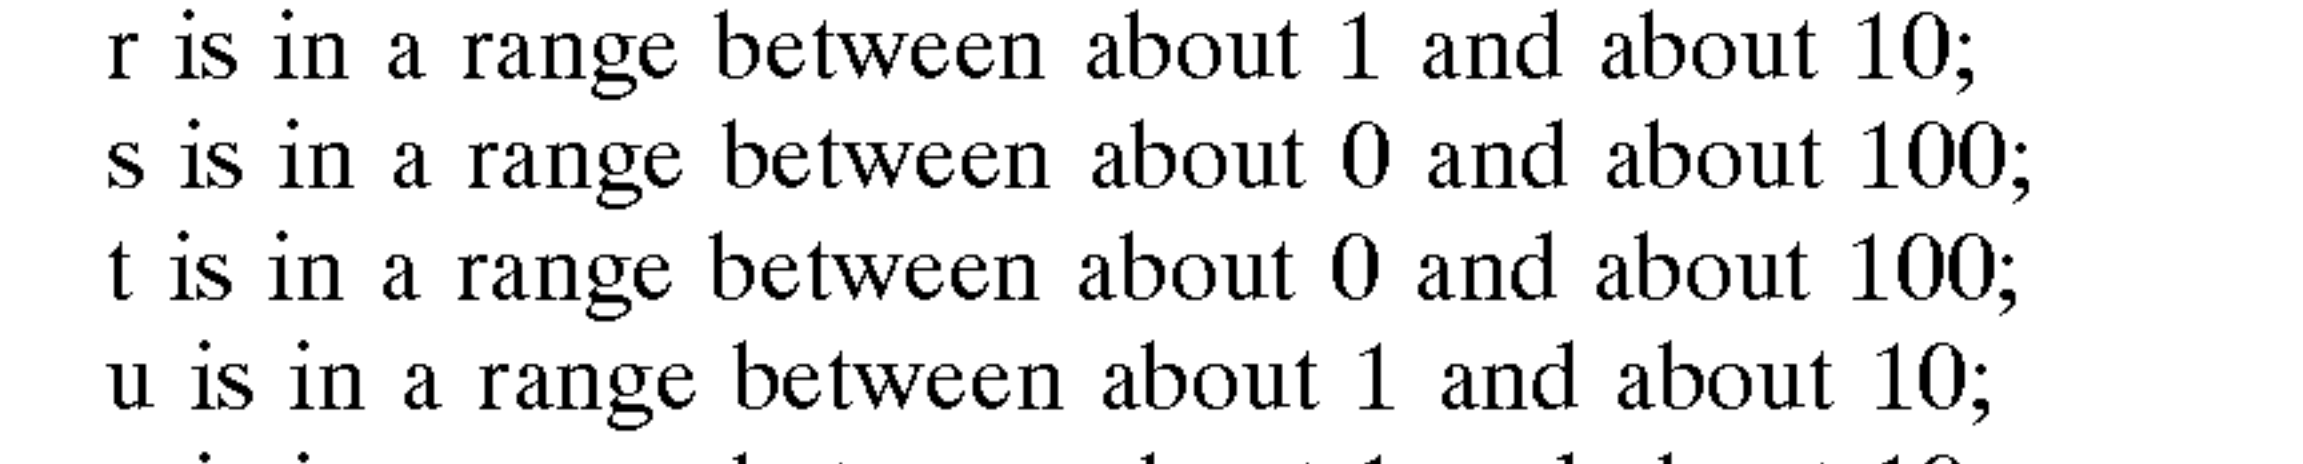 r is in a range between about 1 and about 10;
s is in a range between about 0 and about 100;
t is in a range between about 0 and about 100;
u is in a range between about 1 and about 10;